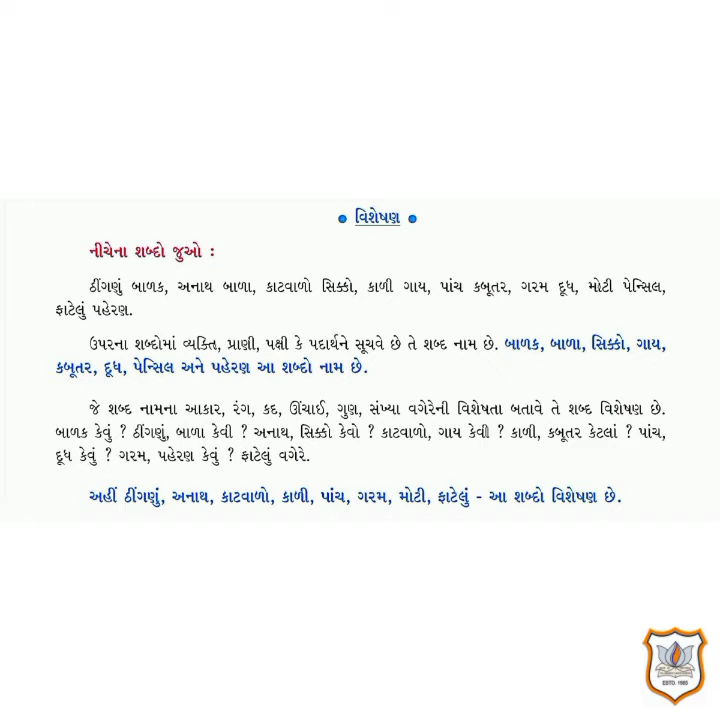 • વિશેષણ •
નીચેના શબ્દો જુઓ :
ઠીંગણું બાળક, અનાથ બાળા, કાટવાળો સિક્કો, કાળી ગાય, પાંચ કબૂતર, ગરમ દૂધ, મોટી પેન્સિલ,
ફાટેલું પહેરણ.
ઉપરના શબ્દોમાં વ્યક્તિ, પ્રાણી, પક્ષી કે પદાર્થને સૂચવે છે તે શબ્દ નામ છે. બાળક, બાળા, સિક્કો, ગાય,
કબૂતર, દૂધ, પેન્સિલ અને પહેરણ આ શબ્દો નામ છે.
જે શબ્દ નામના આકાર, રંગ, કદ, ઊંચાઈ, ગુણ, સંખ્યા વગેરેની વિશેષતા બતાવે તે શબ્દ વિશેષણ છે.
બાળક કેવું ? ઠીંગણું, બાળા કેવી ? અનાથ, સિક્કો કેવો ? કાટવાળો, ગાય કેવી ? કાળી, કબૂતર કેટલાં ? પાંચ,
દૂધ કેવું ? ગરમ, પહેરણ કેવું ? ફાટેલું વગેરે.
અહીં ઠીંગણું, અનાથ, કાટવાળો, કાળી, પાંચ, ગરમ, મોટી, ફાટેલું - આ શબ્દો વિશેષણ છે.
ESTD. 1985